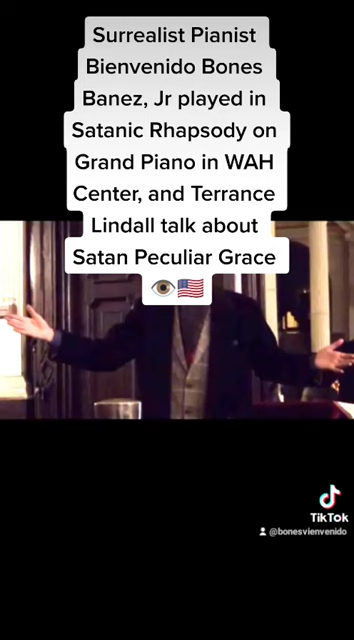 Surrealist Pianist
Bienvenido Bones
Banez, Jr played in
Satanic Rhapsody on
Grand Piano in WAH
Center, and Terrance
Lindall talk about
Satan Peculiar Grace
👁️🇺🇸
TikTok
@bonesvienvenido